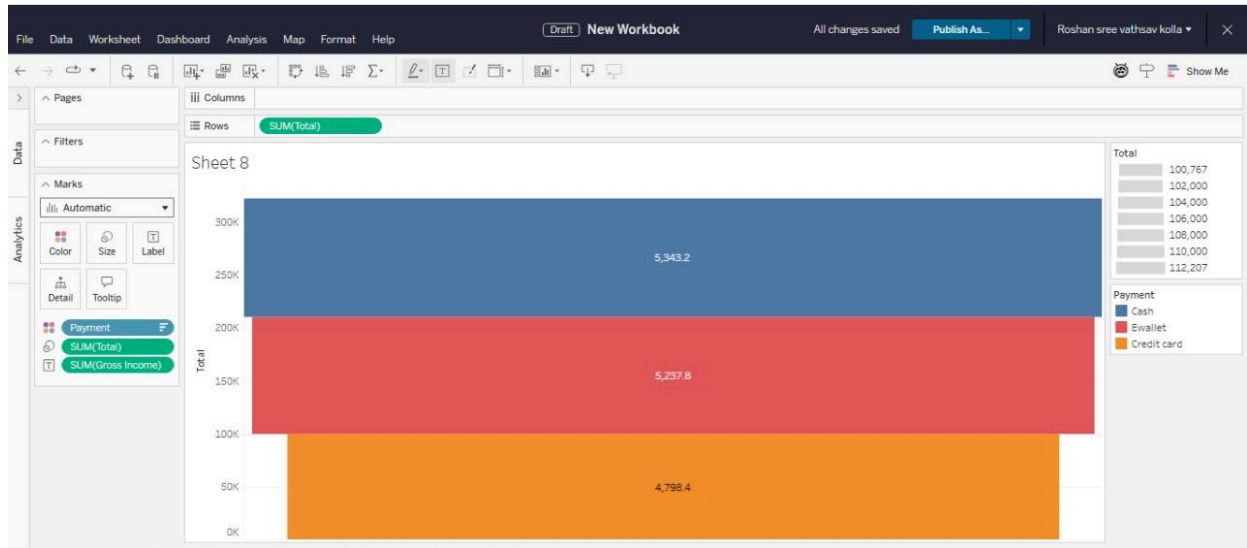 Draft New Workbook
All changes saved
Publish As...
Roshan sree vathsav kolla
File Data Worksheet Dashboard Analysis Map Format Help
Show Me
Pages
iii Columns
Rows SUM(Total)
Filters
Data
Analytics
Marks
Automatic
Color Size Label
Detail Tooltip
Payment
SUM(Total)
SUM(Gross Income)
Sheet 8
Total
300K
250K
200K
150K
100K
50K
0K
5,343.2
5,237.8
4,798.4
Total
100,767
102,000
104,000
106,000
108,000
110,000
112,207
Payment
Cash
Ewallet
Credit card